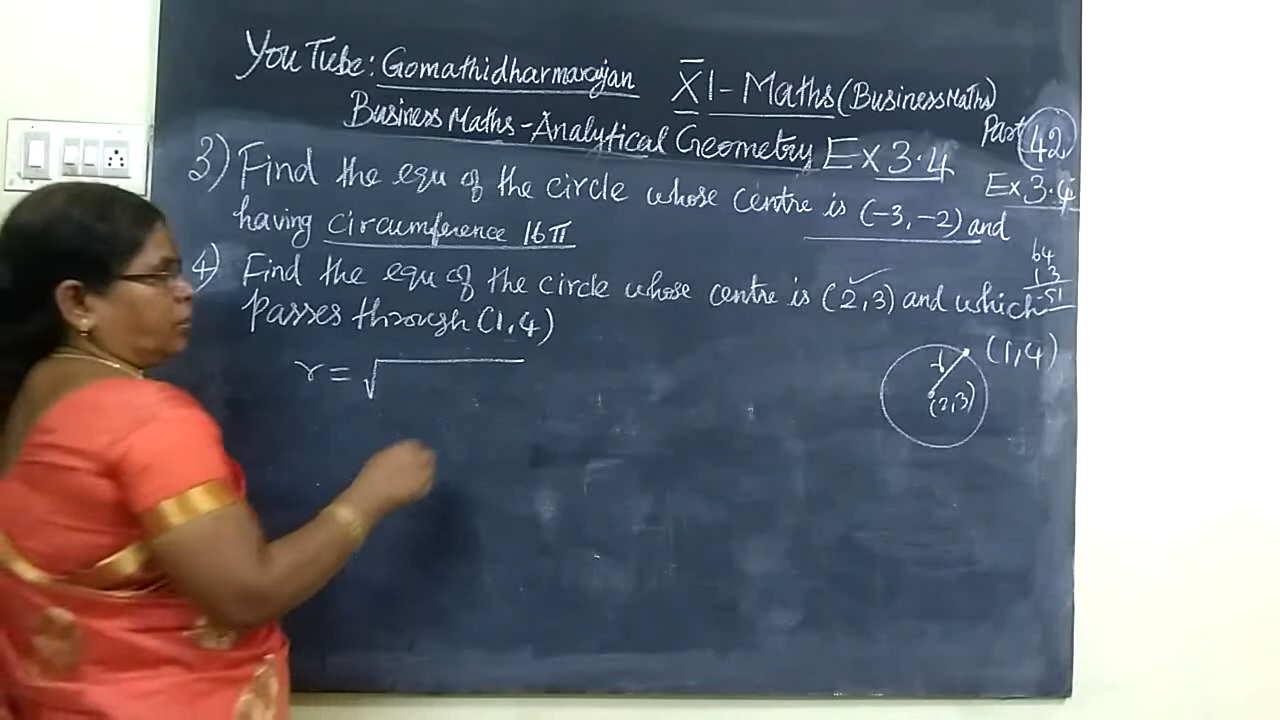 YouTube: Gomathidharmarajan XI - Maths (Business Maths)
Business Maths - Analytical Geometry Ex 3.4
Part 42
Ex 3.4
3) Find the equ of the circle whose centre is (-3, -2) and
having circumference 16π
4) Find the equ of the circle whose centre is (2,3) and which
passes through (1,4)
64
13
51
r = √
(1,4)
r
(2,3)